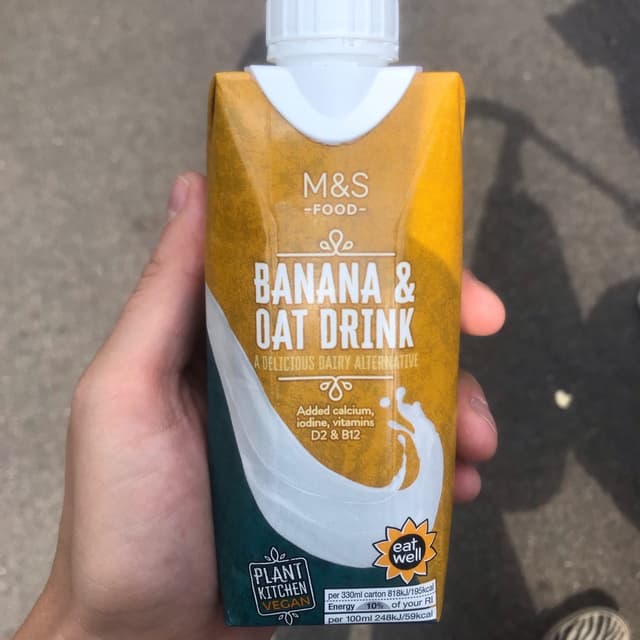 M&S
-FOOD-
BANANA &
OAT DRINK
A DELICIOUS DAIRY ALTERNATIVE
Added calcium,
iodine, vitamins
D2 & B12
eat
well
PLANT
KITCHEN
VEGAN
per 330ml carton 818kJ/195kcal
Energy 10% of your RI
per 100ml 248kJ/59kcal